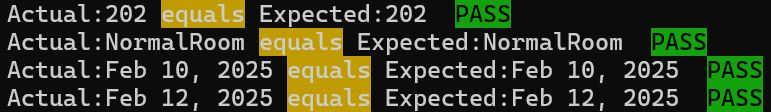 Actual:202 equals Expected:202  PASS
Actual:NormalRoom equals Expected:NormalRoom  PASS
Actual:Feb 10, 2025 equals Expected:Feb 10, 2025  PASS
Actual:Feb 12, 2025 equals Expected:Feb 12, 2025  PASS